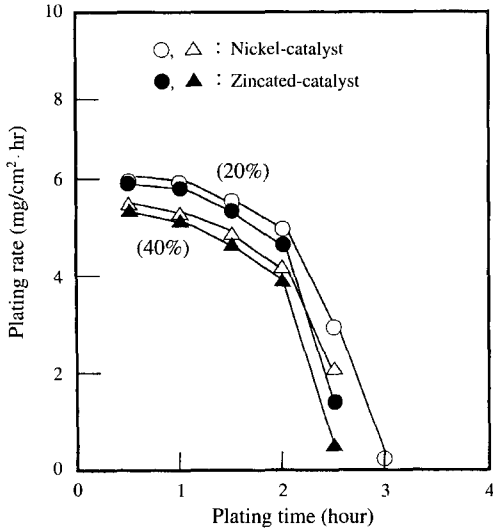 10
8
6
4
2
0
0 1 2 3 4
Plating rate (mg/cm²·hr)
Plating time (hour)
○, △ : Nickel-catalyst
●, ▲ : Zincated-catalyst
(20%)
(40%)